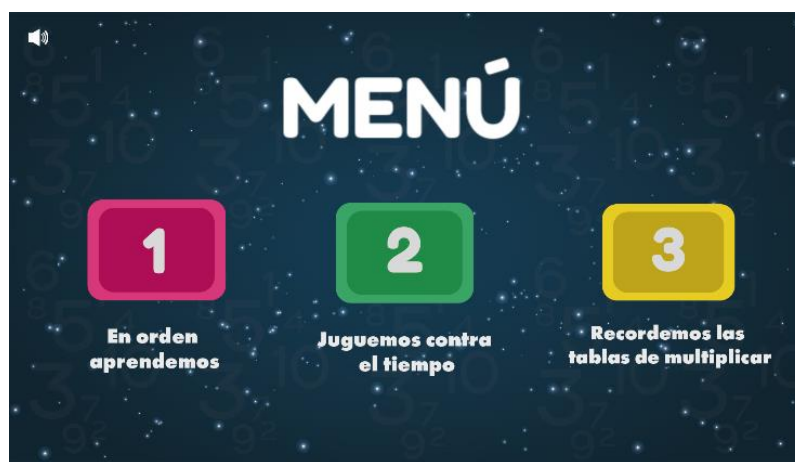 MENÚ
1
2
3
En orden
aprendemos
Juguemos contra
el tiempo
Recordemos las
tablas de multiplicar